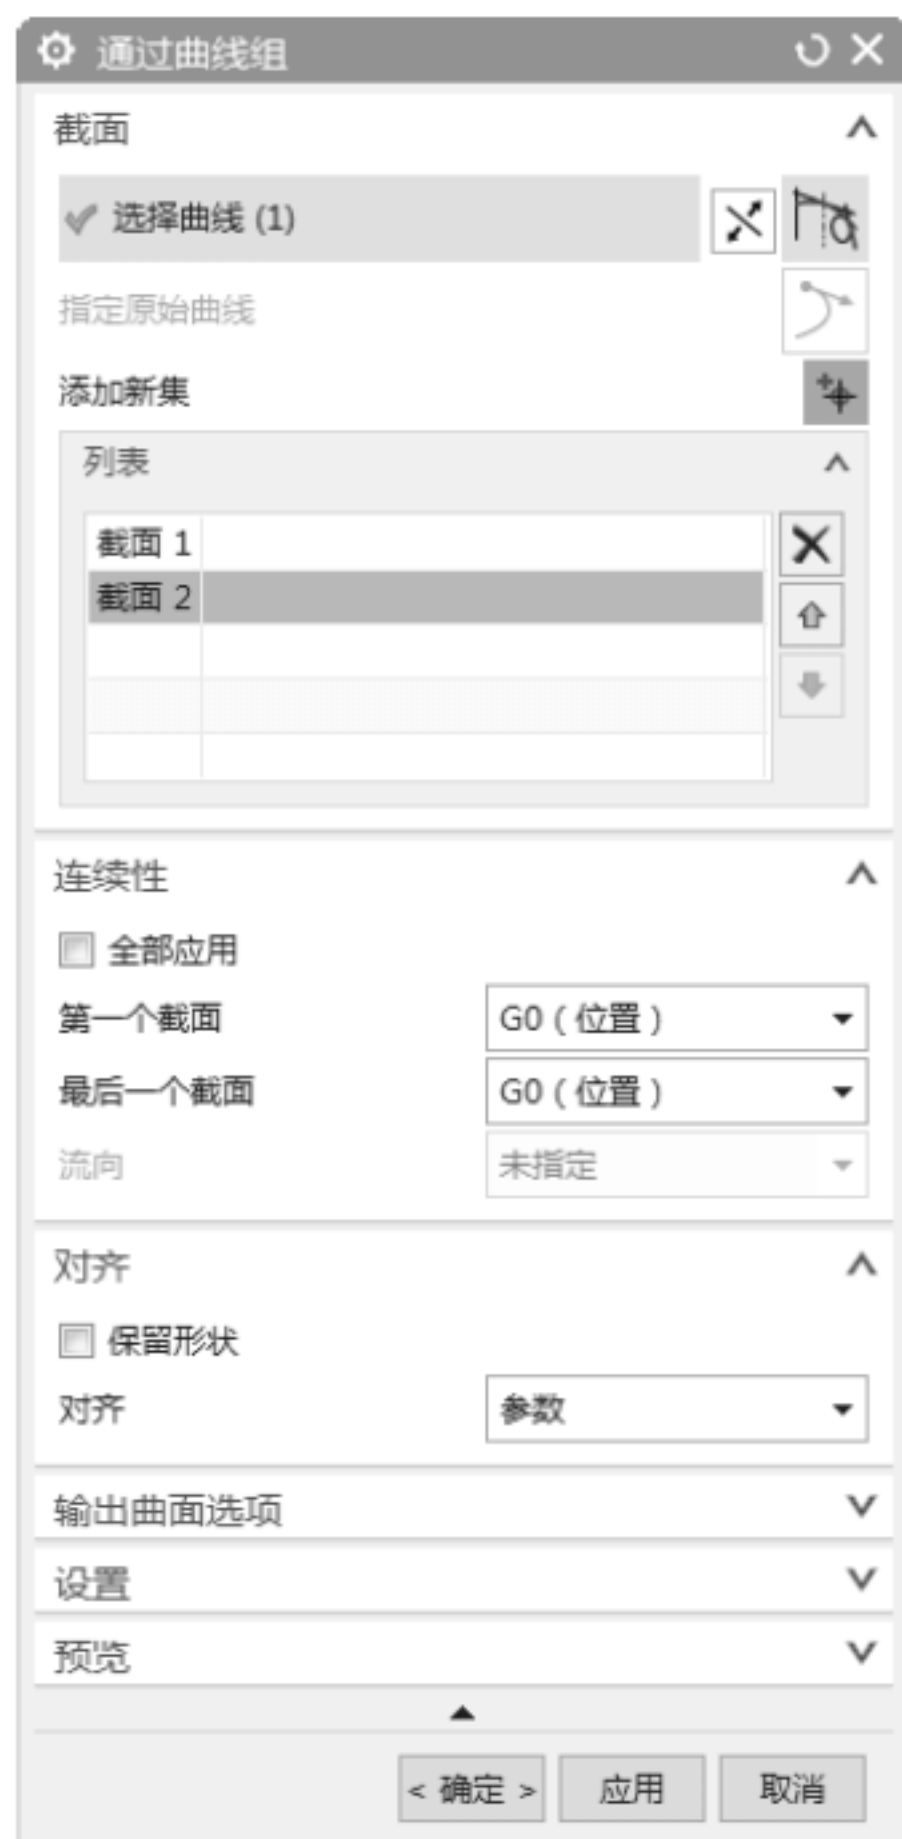 通过曲线组
截面
选择曲线 (1)
指定原始曲线
添加新集
列表
截面 1
截面 2
连续性
全部应用
第一个截面 G0 ( 位置 )
最后一个截面 G0 ( 位置 )
流向 未指定
对齐
保留形状
对齐 参数
输出曲面选项
设置
预览
< 确定 > 应用 取消